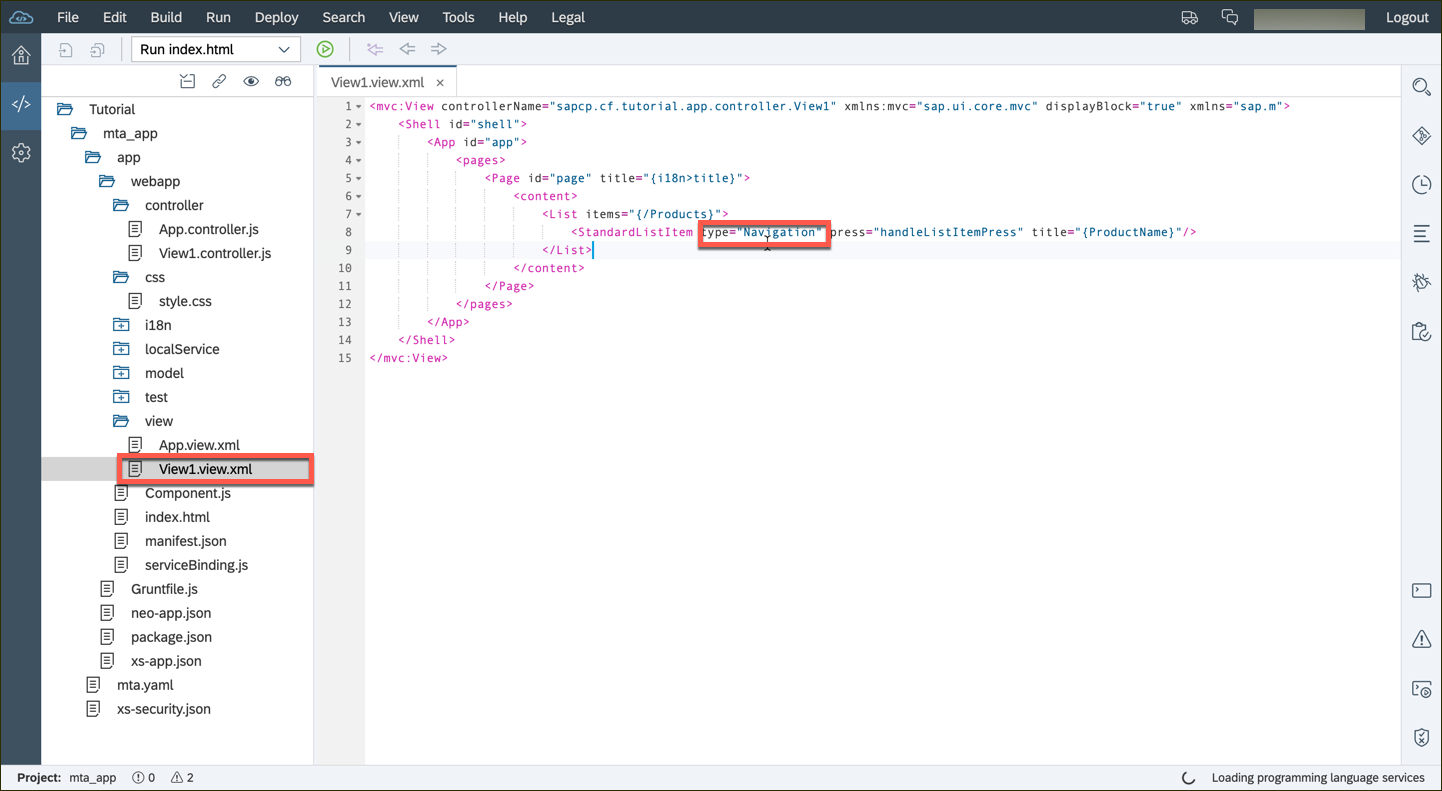 File Edit Build Run Deploy Search View Tools Help Legal Logout
Run index.html
View1.view.xml ×
Tutorial
mta_app
app
webapp
controller
App.controller.js
View1.controller.js
css
style.css
i18n
localService
model
test
view
App.view.xml
View1.view.xml
Component.js
index.html
manifest.json
serviceBinding.js
Gruntfile.js
neo-app.json
package.json
xs-app.json
mta.yaml
xs-security.json
1 <mvc:View controllerName="sapcp.cf.tutorial.app.controller.View1" xmlns:mvc="sap.ui.core.mvc" displayBlock="true" xmlns="sap.m">
2 <Shell id="shell">
3 <App id="app">
4 <pages>
5 <Page id="page" title="{i18n>title}">
6 <content>
7 <List items="{/Products}">
8 <StandardListItem type="Navigation" press="handleListItemPress" title="{ProductName}"/>
9 </List>
10 </content>
11 </Page>
12 </pages>
13 </App>
14 </Shell>
15 </mvc:View>
Project: mta_app 0 2 Loading programming language services